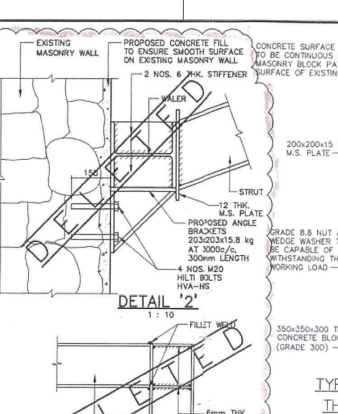 EXISTING
MASONRY WALL
PROPOSED CONCRETE FILL
TO ENSURE SMOOTH SURFACE
ON EXISTING MASONRY WALL
CONCRETE SURFACE
TO BE CONTINUOUS
MASONRY BLOCK PA
SURFACE OF EXISTIN
2 NOS. 6 THK. STIFFENER
WALER
200x200x15
M.S. PLATE
150
STRUT
12 THK.
M.S. PLATE
PROPOSED ANGLE
BRACKETS
203x203x15.8 kg
AT 1000c/c,
300mm LENGTH
GRADE 8.8 NUT A
WEDGE WASHER T
BE CAPABLE OF
WITHSTANDING TH
WORKING LOAD
4 NOS. M20
HILTI BOLTS
HVA-HS
DELETED
DETAIL '2'
1 : 10
FILLET WELD
350x350x300 T
CONCRETE BLOC
(GRADE 30D)
DELETED
TYP
TH
6mm THK